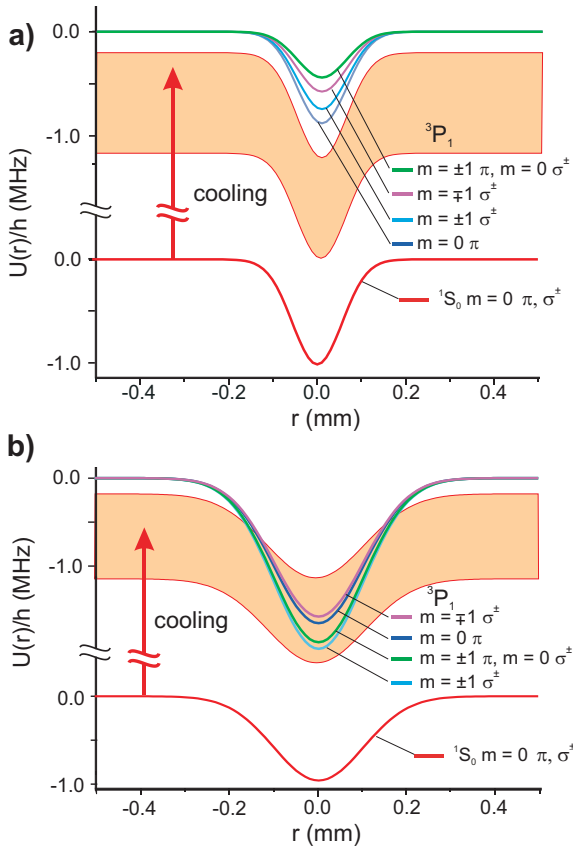 a)
U(r)/h (MHz)
0.0
-1.0
0.0
-1.0
cooling
³P₁
m = ±1 π, m = 0 σ±
m = ∓1 σ±
m = ±1 σ±
m = 0 π
¹S₀ m = 0 π, σ±
-0.4 -0.2 0.0 0.2 0.4
r (mm)
b)
U(r)/h (MHz)
0.0
-1.0
0.0
-1.0
cooling
³P₁
m = ∓1 σ±
m = 0 π
m = ±1 π, m = 0 σ±
m = ±1 σ±
¹S₀ m = 0 π, σ±
-0.4 -0.2 0.0 0.2 0.4
r (mm)